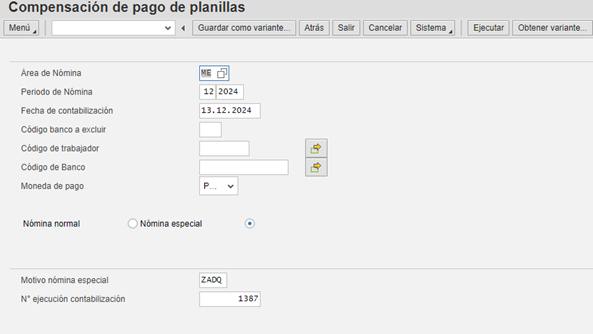 Compensación de pago de planillas
Menú Guardar como variante... Atrás Salir Cancelar Sistema Ejecutar Obtener variante...
Área de Nómina ME
Periodo de Nómina 12 2024
Fecha de contabilización 13.12.2024
Código banco a excluir
Código de trabajador
Código de Banco
Moneda de pago P...
Nómina normal Nòmina especial
Motivo nómina especial ZADQ
N° ejecución contabilización 1387